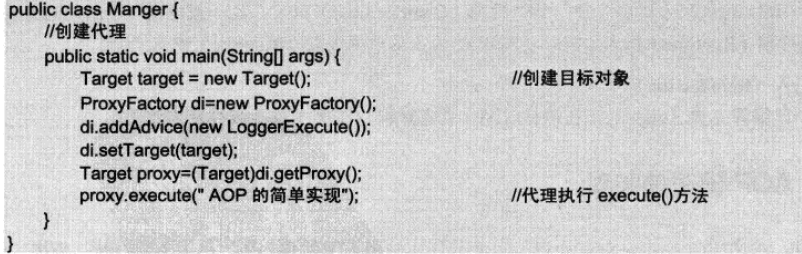 public class Manger {
//创建代理
public static void main(String[] args) {
Target target = new Target(); //创建目标对象
ProxyFactory di=new ProxyFactory();
di.addAdvice(new LoggerExecute());
di.setTarget(target);
Target proxy=(Target)di.getProxy();
proxy.execute(" AOP 的简单实现"); //代理执行 execute()方法
}
}